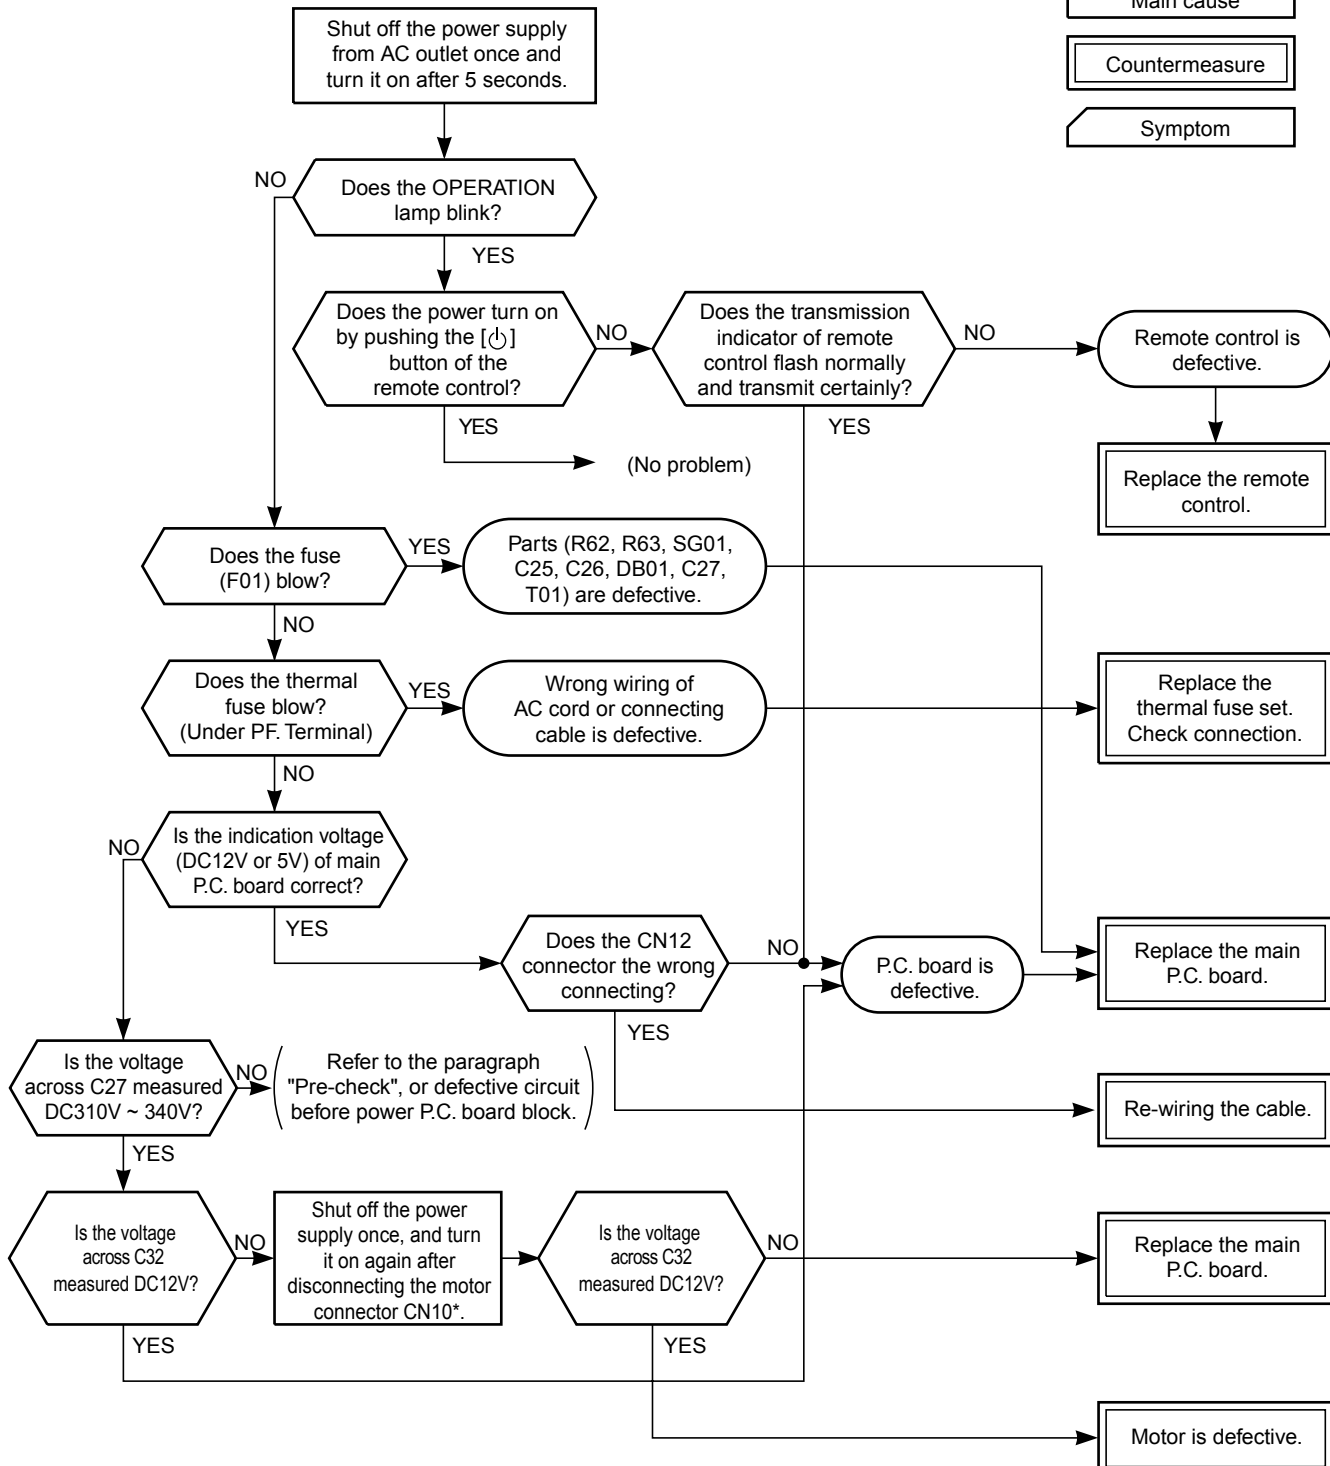 Main cause
Countermeasure
Symptom
Shut off the power supply
from AC outlet once and
turn it on after 5 seconds.
NO
Does the OPERATION
lamp blink?
YES
Does the power turn on
by pushing the [⏻]
button of the
remote control?
NO
Does the transmission
indicator of remote
control flash normally
and transmit certainly?
NO
Remote control is
defective.
YES
YES
(No problem)
Replace the remote
control.
Does the fuse
(F01) blow?
YES
Parts (R62, R63, SG01,
C25, C26, DB01, C27,
T01) are defective.
NO
Does the thermal
fuse blow?
(Under PF. Terminal)
YES
Wrong wiring of
AC cord or connecting
cable is defective.
Replace the
thermal fuse set.
Check connection.
NO
NO
Is the indication voltage
(DC12V or 5V) of main
P.C. board correct?
YES
Does the CN12
connector the wrong
connecting?
NO
P.C. board is
defective.
Replace the main
P.C. board.
YES
Is the voltage
across C27 measured
DC310V ~ 340V?
NO
Refer to the paragraph
"Pre-check", or defective circuit
before power P.C. board block.
Re-wiring the cable.
YES
Is the voltage
across C32
measured DC12V?
NO
Shut off the power
supply once, and turn
it on again after
disconnecting the motor
connector CN10*.
Is the voltage
across C32
measured DC12V?
NO
Replace the main
P.C. board.
YES
YES
Motor is defective.